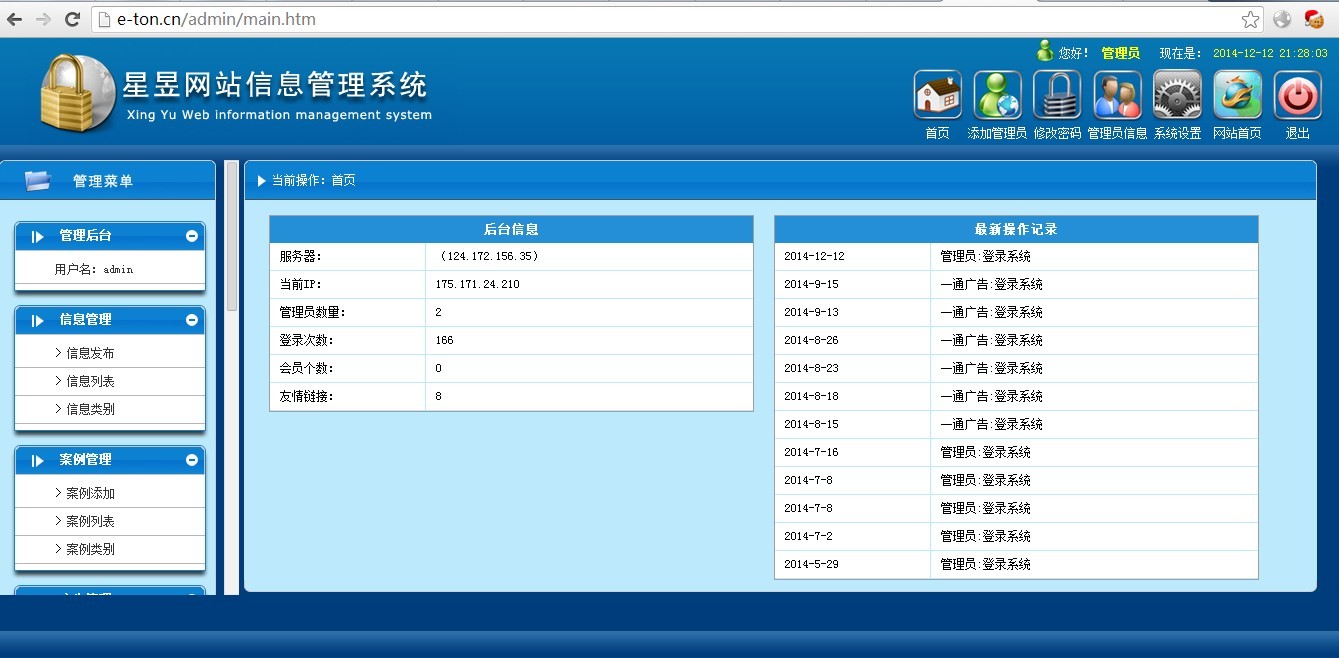 e-ton.cn/admin/main.htm
您好! 管理员 现在是: 2014-12-12 21:28:03
星昱网站信息管理系统
Xing Yu Web information management system
首页 添加管理员 修改密码 管理员信息 系统设置 网站首页 退出
管理菜单
当前操作: 首页
管理后台
用户名: admin
信息管理
> 信息发布
> 信息列表
> 信息类别
案例管理
> 案例添加
> 案例列表
> 案例类别
后台信息
服务器: (124.172.156.35)
当前IP: 175.171.24.210
管理员数量: 2
登录次数: 166
会员个数: 0
友情链接: 8
最新操作记录
2014-12-12 管理员:登录系统
2014-9-15 一通广告:登录系统
2014-9-13 一通广告:登录系统
2014-8-26 一通广告:登录系统
2014-8-23 一通广告:登录系统
2014-8-18 一通广告:登录系统
2014-8-15 一通广告:登录系统
2014-7-16 管理员:登录系统
2014-7-8 管理员:登录系统
2014-7-8 管理员:登录系统
2014-7-2 管理员:登录系统
2014-5-29 管理员:登录系统